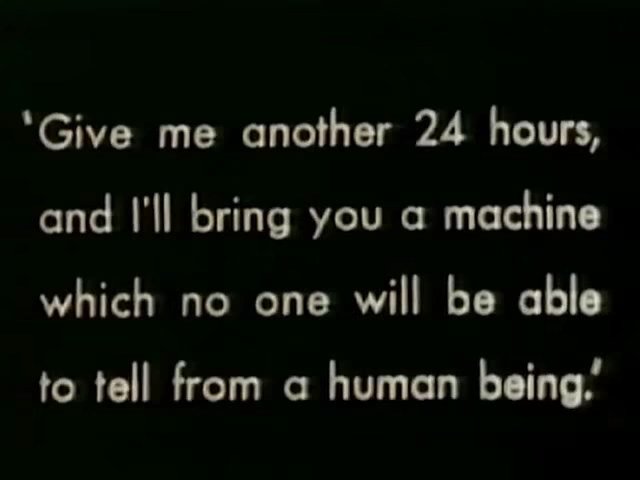 'Give me another 24 hours,
and I'll bring you a machine
which no one will be able
to tell from a human being.'